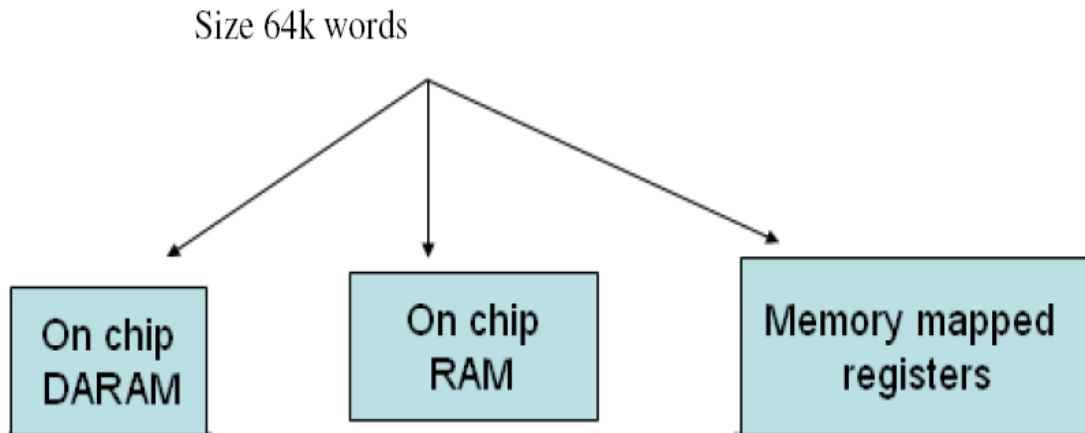 Size 64k words
On chip
DARAM
On chip
RAM
Memory mapped
registers